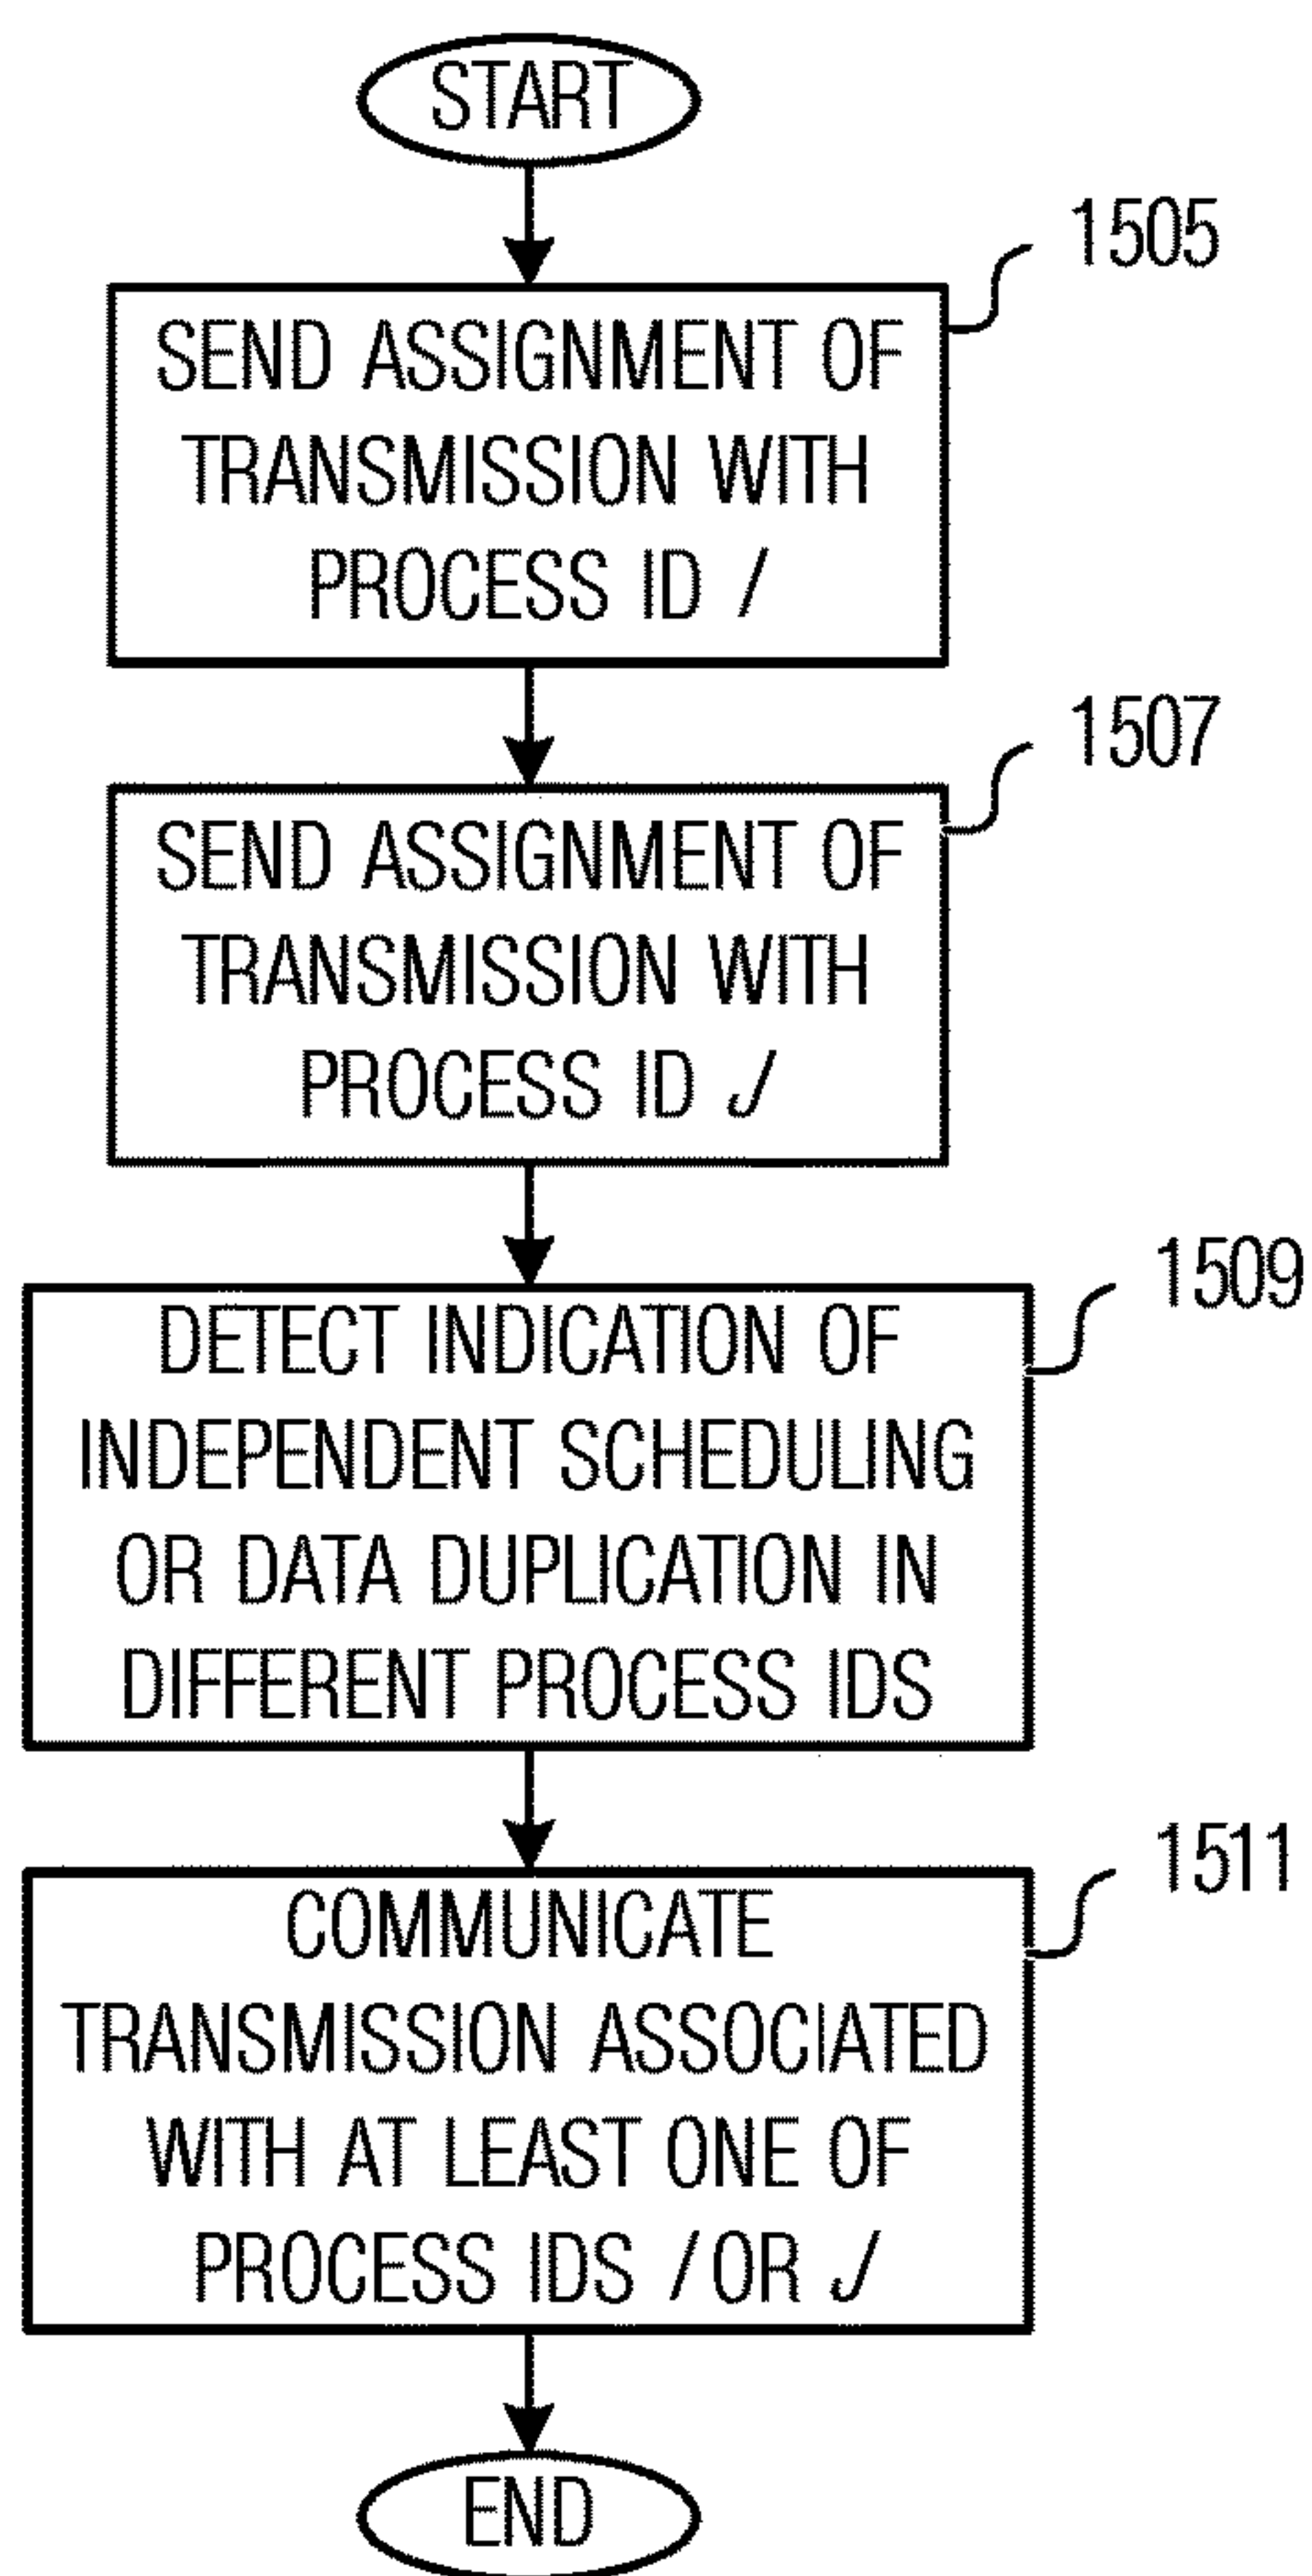 START
1505
SEND ASSIGNMENT OF
TRANSMISSION WITH
PROCESS ID I
1507
SEND ASSIGNMENT OF
TRANSMISSION WITH
PROCESS ID J
1509
DETECT INDICATION OF
INDEPENDENT SCHEDULING
OR DATA DUPLICATION IN
DIFFERENT PROCESS IDS
1511
COMMUNICATE
TRANSMISSION ASSOCIATED
WITH AT LEAST ONE OF
PROCESS IDS I OR J
END